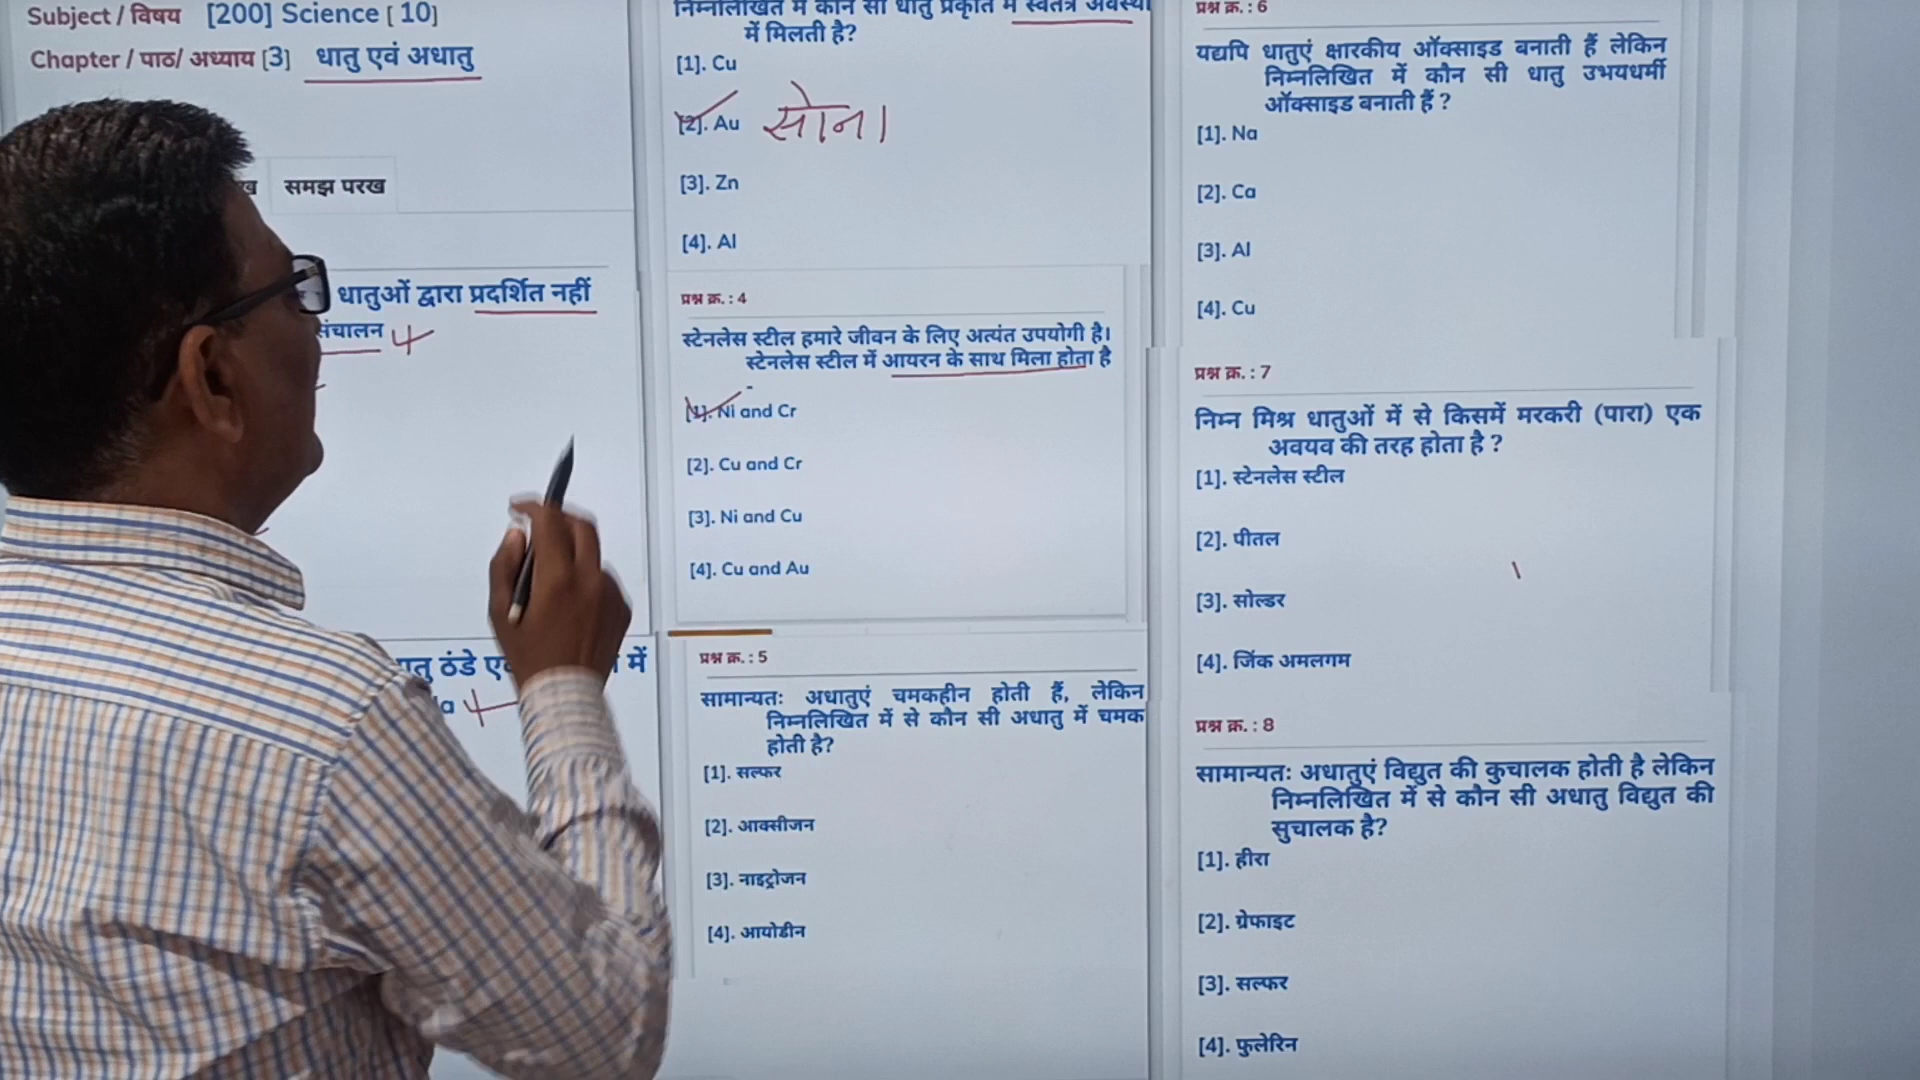 Subject / विषय [200] Science [ 10]
Chapter / पाठ/ अध्याय [3] धातु एवं अधातु
समझ परख
धातुओं द्वारा प्रदर्शित नहीं
संचालन
ठंडे
में
निम्नलिखित में कौन सी धातु प्रकृति में स्वतंत्र अवस्था
में मिलती है?
[1]. Cu
[2]. Au सोना
[3]. Zn
[4]. Al
प्रश्न क्र. : 4
स्टेनलेस स्टील हमारे जीवन के लिए अत्यंत उपयोगी है।
स्टेनलेस स्टील में आयरन के साथ मिला होता है
[1]. Ni and Cr
[2]. Cu and Cr
[3]. Ni and Cu
[4]. Cu and Au
प्रश्न क्र. : 5
सामान्यतः अधातुएं चमकहीन होती हैं, लेकिन
निम्नलिखित में से कौन सी अधातु में चमक
होती है?
[1]. सल्फर
[2]. आक्सीजन
[3]. नाइट्रोजन
[4]. आयोडीन
प्रश्न क्र. : 6
यद्यपि धातुएं क्षारकीय ऑक्साइड बनाती हैं लेकिन
निम्नलिखित में कौन सी धातु उभयधर्मी
ऑक्साइड बनाती हैं ?
[1]. Na
[2]. Ca
[3]. Al
[4]. Cu
प्रश्न क्र. : 7
निम्न मिश्र धातुओं में से किसमें मरकरी (पारा) एक
अवयव की तरह होता है ?
[1]. स्टेनलेस स्टील
[2]. पीतल
[3]. सोल्डर
[4]. जिंक अमलगम
प्रश्न क्र. : 8
सामान्यतः अधातुएं विद्युत की कुचालक होती है लेकिन
निम्नलिखित में से कौन सी अधातु विद्युत की
सुचालक है?
[1]. हीरा
[2]. ग्रेफाइट
[3]. सल्फर
[4]. फुलेरिन